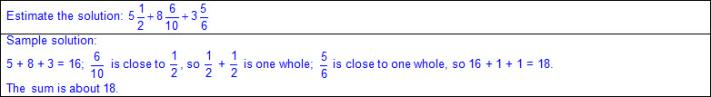 Estimate the solution: 5 1/2 + 8 6/10 + 3 5/6
Sample solution:
5 + 8 + 3 = 16; 6/10 is close to 1/2, so 1/2 + 1/2 is one whole; 5/6 is close to one whole, so 16 + 1 + 1 = 18.
The sum is about 18.